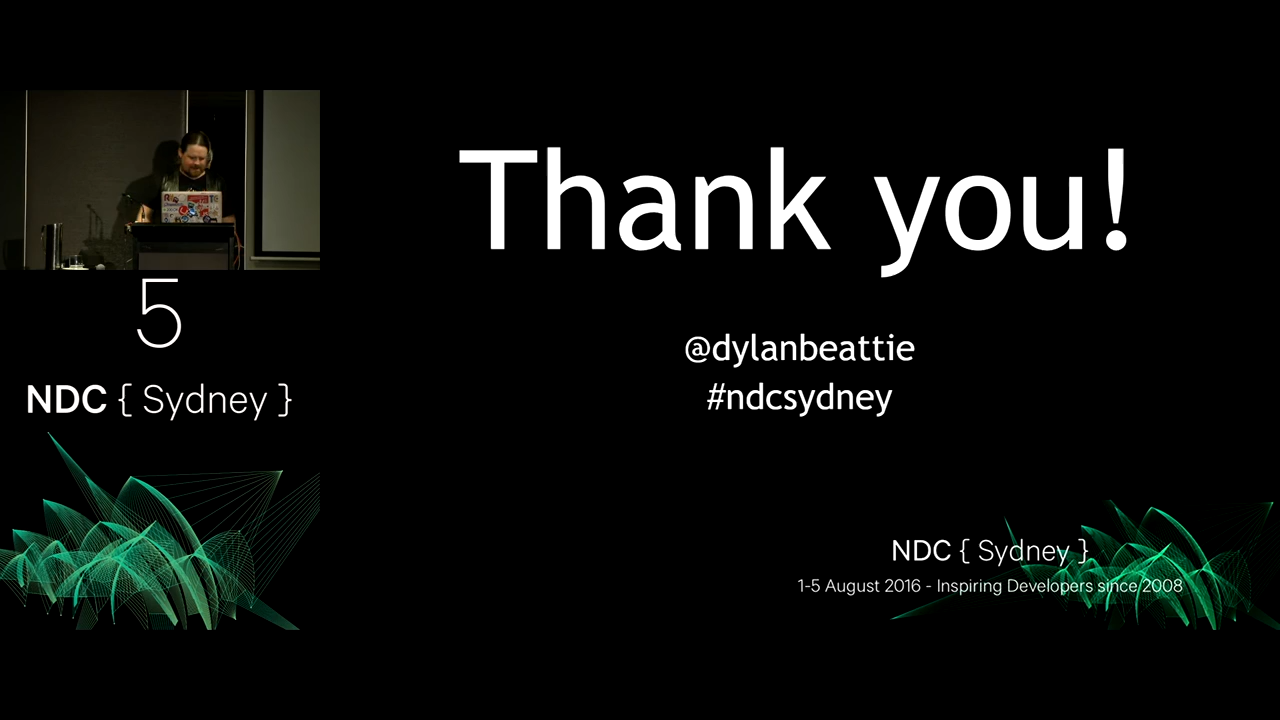 5
NDC { Sydney }
Thank you!
@dylanbeattie
#ndcsydney
NDC { Sydney }
1-5 August 2016 - Inspiring Developers since 2008